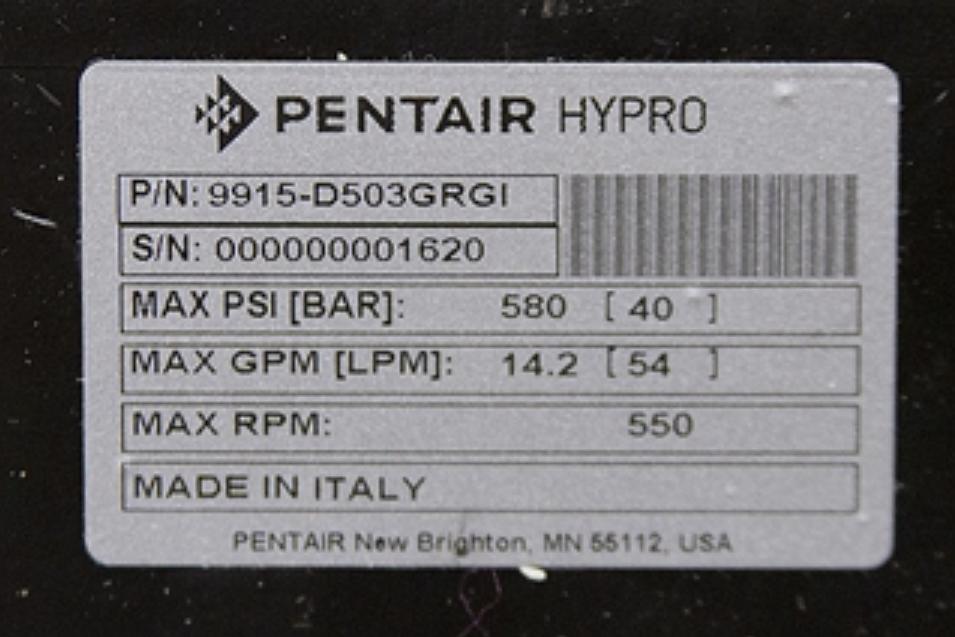 PENTAIR HYPRO
P/N: 9915-D503GRGI
S/N: 000000001620
MAX PSI [BAR]: 580 [ 40 ]
MAX GPM [LPM]: 14.2 [ 54 ]
MAX RPM: 550
MADE IN ITALY
PENTAIR New Brighton, MN 55112, USA